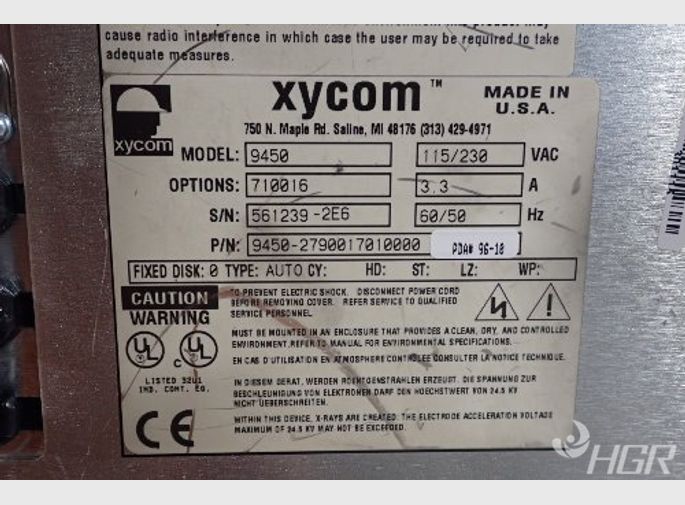 cause radio interference in which case the user may be required to take
adequate measures.
xycom
xycom™
MADE IN
U.S.A.
750 N. Maple Rd. Saline, MI 48176 (313) 429-4971
MODEL: 9450 115/230 VAC
OPTIONS: 710016 3.3 A
S/N: 561239-2E6 60/50 Hz
P/N: 9450-2790017010000 PDA# 96-10
FIXED DISK: 0 TYPE: AUTO CY: HD: ST: LZ: WP:
CAUTION
WARNING
TO PREVENT ELECTRIC SHOCK, DISCONNECT POWER CORD
BEFORE REMOVING COVER. REFER SERVICE TO QUALIFIED
SERVICE PERSONNEL.
MUST BE MOUNTED IN AN ENCLOSURE THAT PROVIDES A CLEAN, DRY, AND CONTROLLED
ENVIRONMENT. REFER TO MANUAL FOR ENVIRONMENTAL SPECIFICATIONS.
EN CAS D'UTILISATION EN ATMOSPHERE CONTROLEE CONSULTER LA NOTICE TECHNIQUE.
UL C UL
LISTED 32U1
IND. CONT. EQ.
IN DIESEM GERAT, WERDEN ROENTGENSTRAHLEN ERZEUGT. DIE SPANNUNG ZUR
BESCHLEUNIGUNG VON ELEKTRONEN DARF DEN HOECHSTWERT VON 24.5 KV
NICHT UEBERSCHREITEN.
CE
WITHIN THIS DEVICE, X-RAYS ARE CREATED. THE ELECTRODE ACCELERATION VOLTAGE
MAXIMUM OF 24.5 KV MAY NOT BE EXCEEDED.
HGR